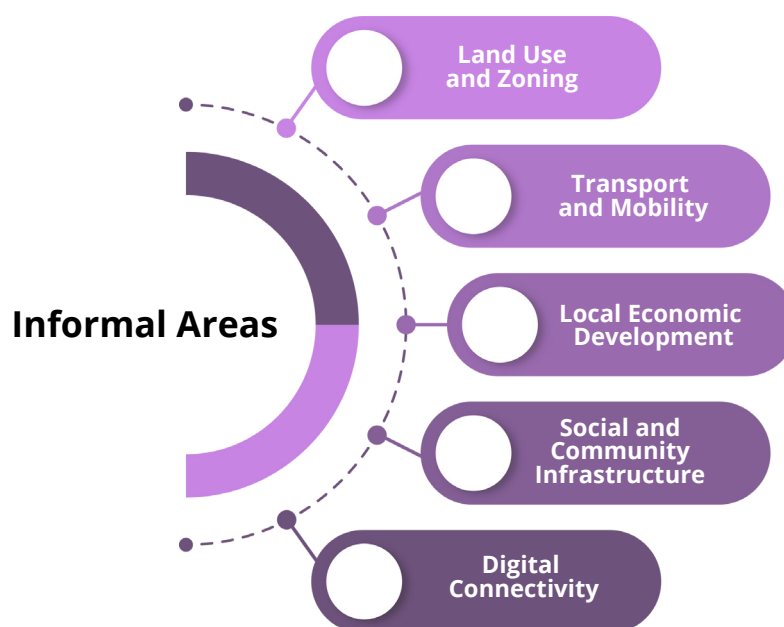 Land Use
and Zoning
Transport
and Mobility
Informal Areas
Local Economic
Development
Social and
Community
Infrastructure
Digital
Connectivity